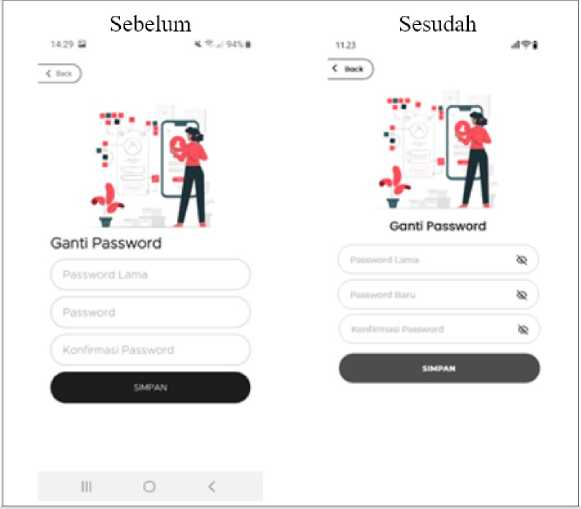 Sebelum
14.29 94%
Back
Ganti Password
Password Lama
Password
Konfirmasi Password
SIMPAN
Sesudah
11.23
Back
Ganti Password
Password Lama
Password Baru
Konfirmasi Password
SIMPAN